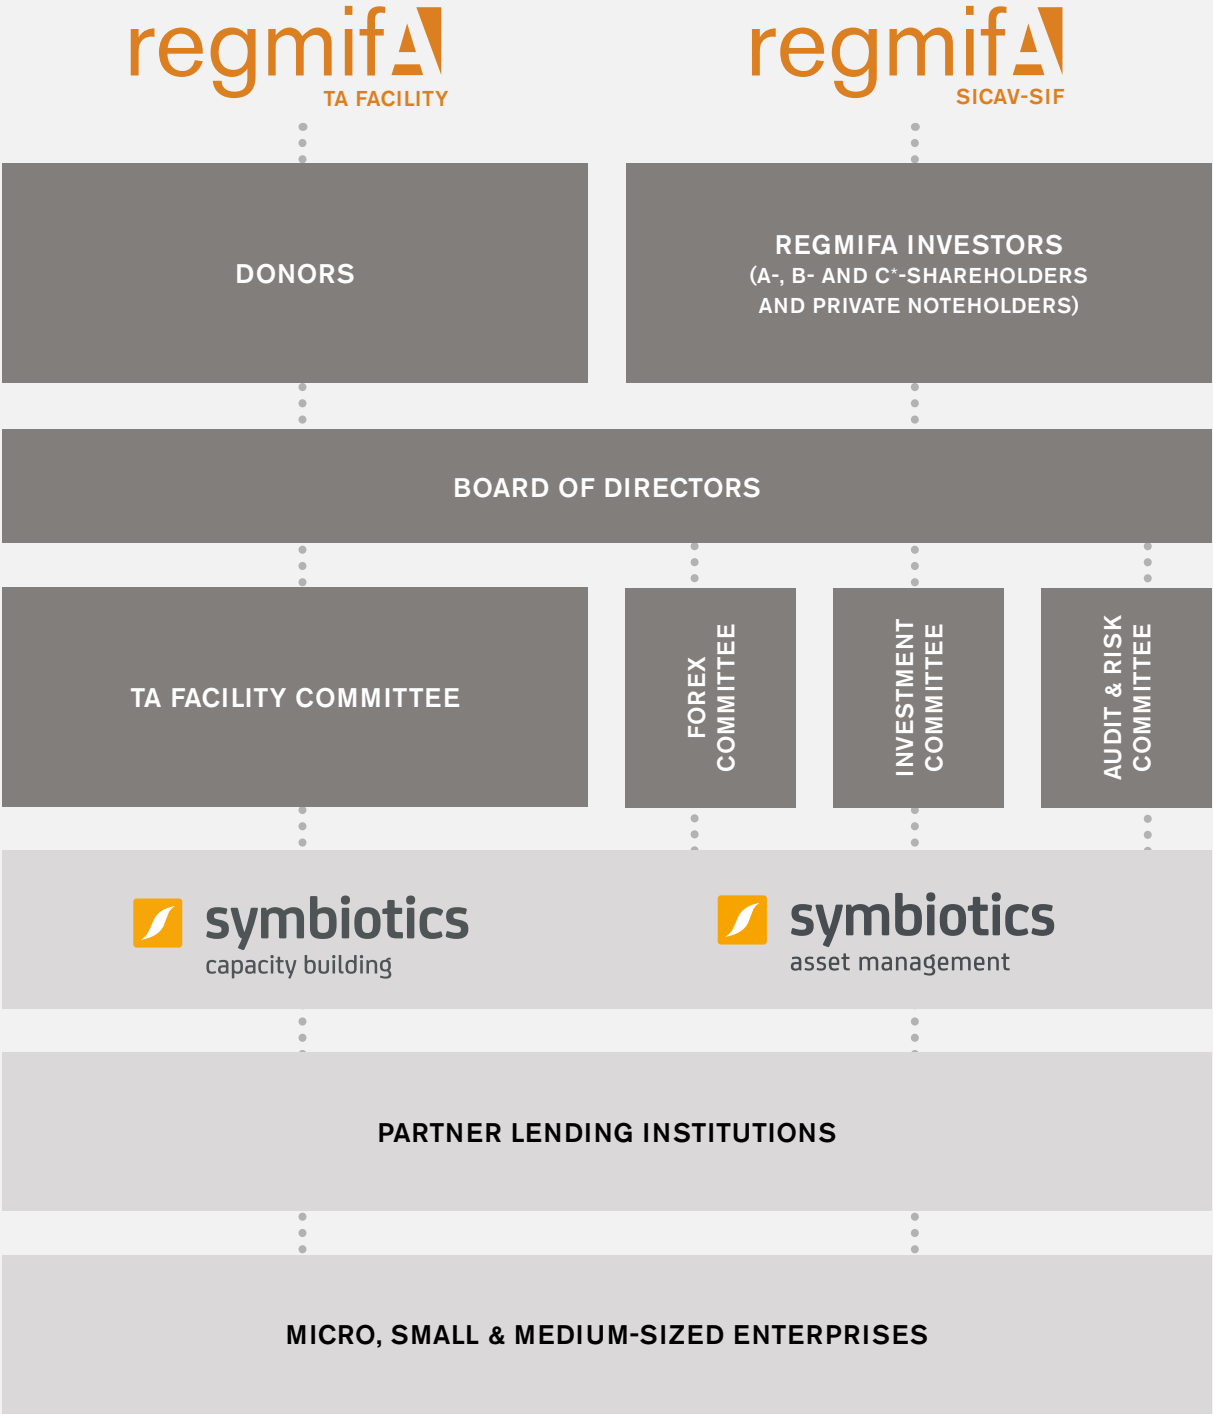 regmifA
TA FACILITY
regmifA
SICAV-SIF
DONORS
REGMIFA INVESTORS
(A-, B- AND C*-SHAREHOLDERS
AND PRIVATE NOTEHOLDERS)
BOARD OF DIRECTORS
TA FACILITY COMMITTEE
FOREX
COMMITTEE
INVESTMENT
COMMITTEE
AUDIT & RISK
COMMITTEE
symbiotics
capacity building
symbiotics
asset management
PARTNER LENDING INSTITUTIONS
MICRO, SMALL & MEDIUM-SIZED ENTERPRISES